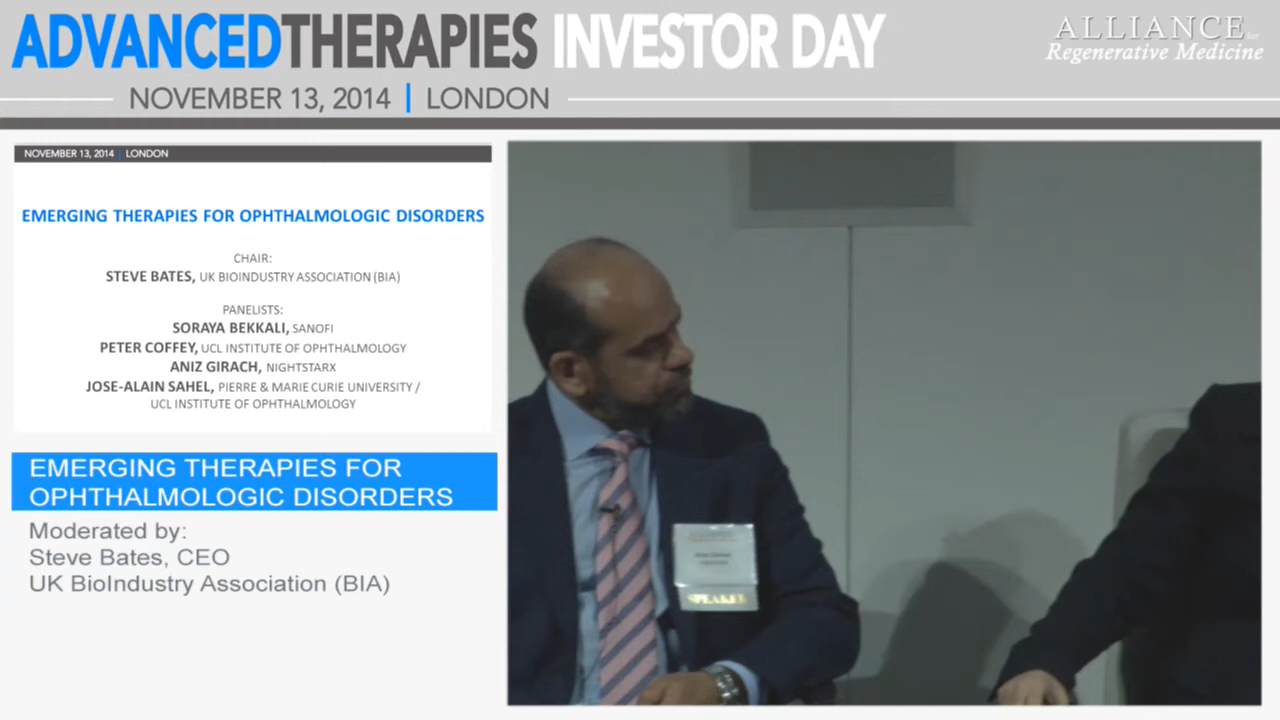 ADVANCEDTHERAPIES INVESTOR DAY
NOVEMBER 13, 2014 | LONDON
ALLIANCE for
Regenerative Medicine
NOVEMBER 13, 2014 | LONDON
EMERGING THERAPIES FOR OPHTHALMOLOGIC DISORDERS
CHAIR:
STEVE BATES, UK BIOINDUSTRY ASSOCIATION (BIA)
PANELISTS:
SORAYA BEKKALI, SANOFI
PETER COFFEY, UCL INSTITUTE OF OPHTHALMOLOGY
ANIZ GIRACH, NIGHTSTARX
JOSE-ALAIN SAHEL, PIERRE & MARIE CURIE UNIVERSITY /
UCL INSTITUTE OF OPHTHALMOLOGY
EMERGING THERAPIES FOR
OPHTHALMOLOGIC DISORDERS
Moderated by:
Steve Bates, CEO
UK BioIndustry Association (BIA)
SPEAKER